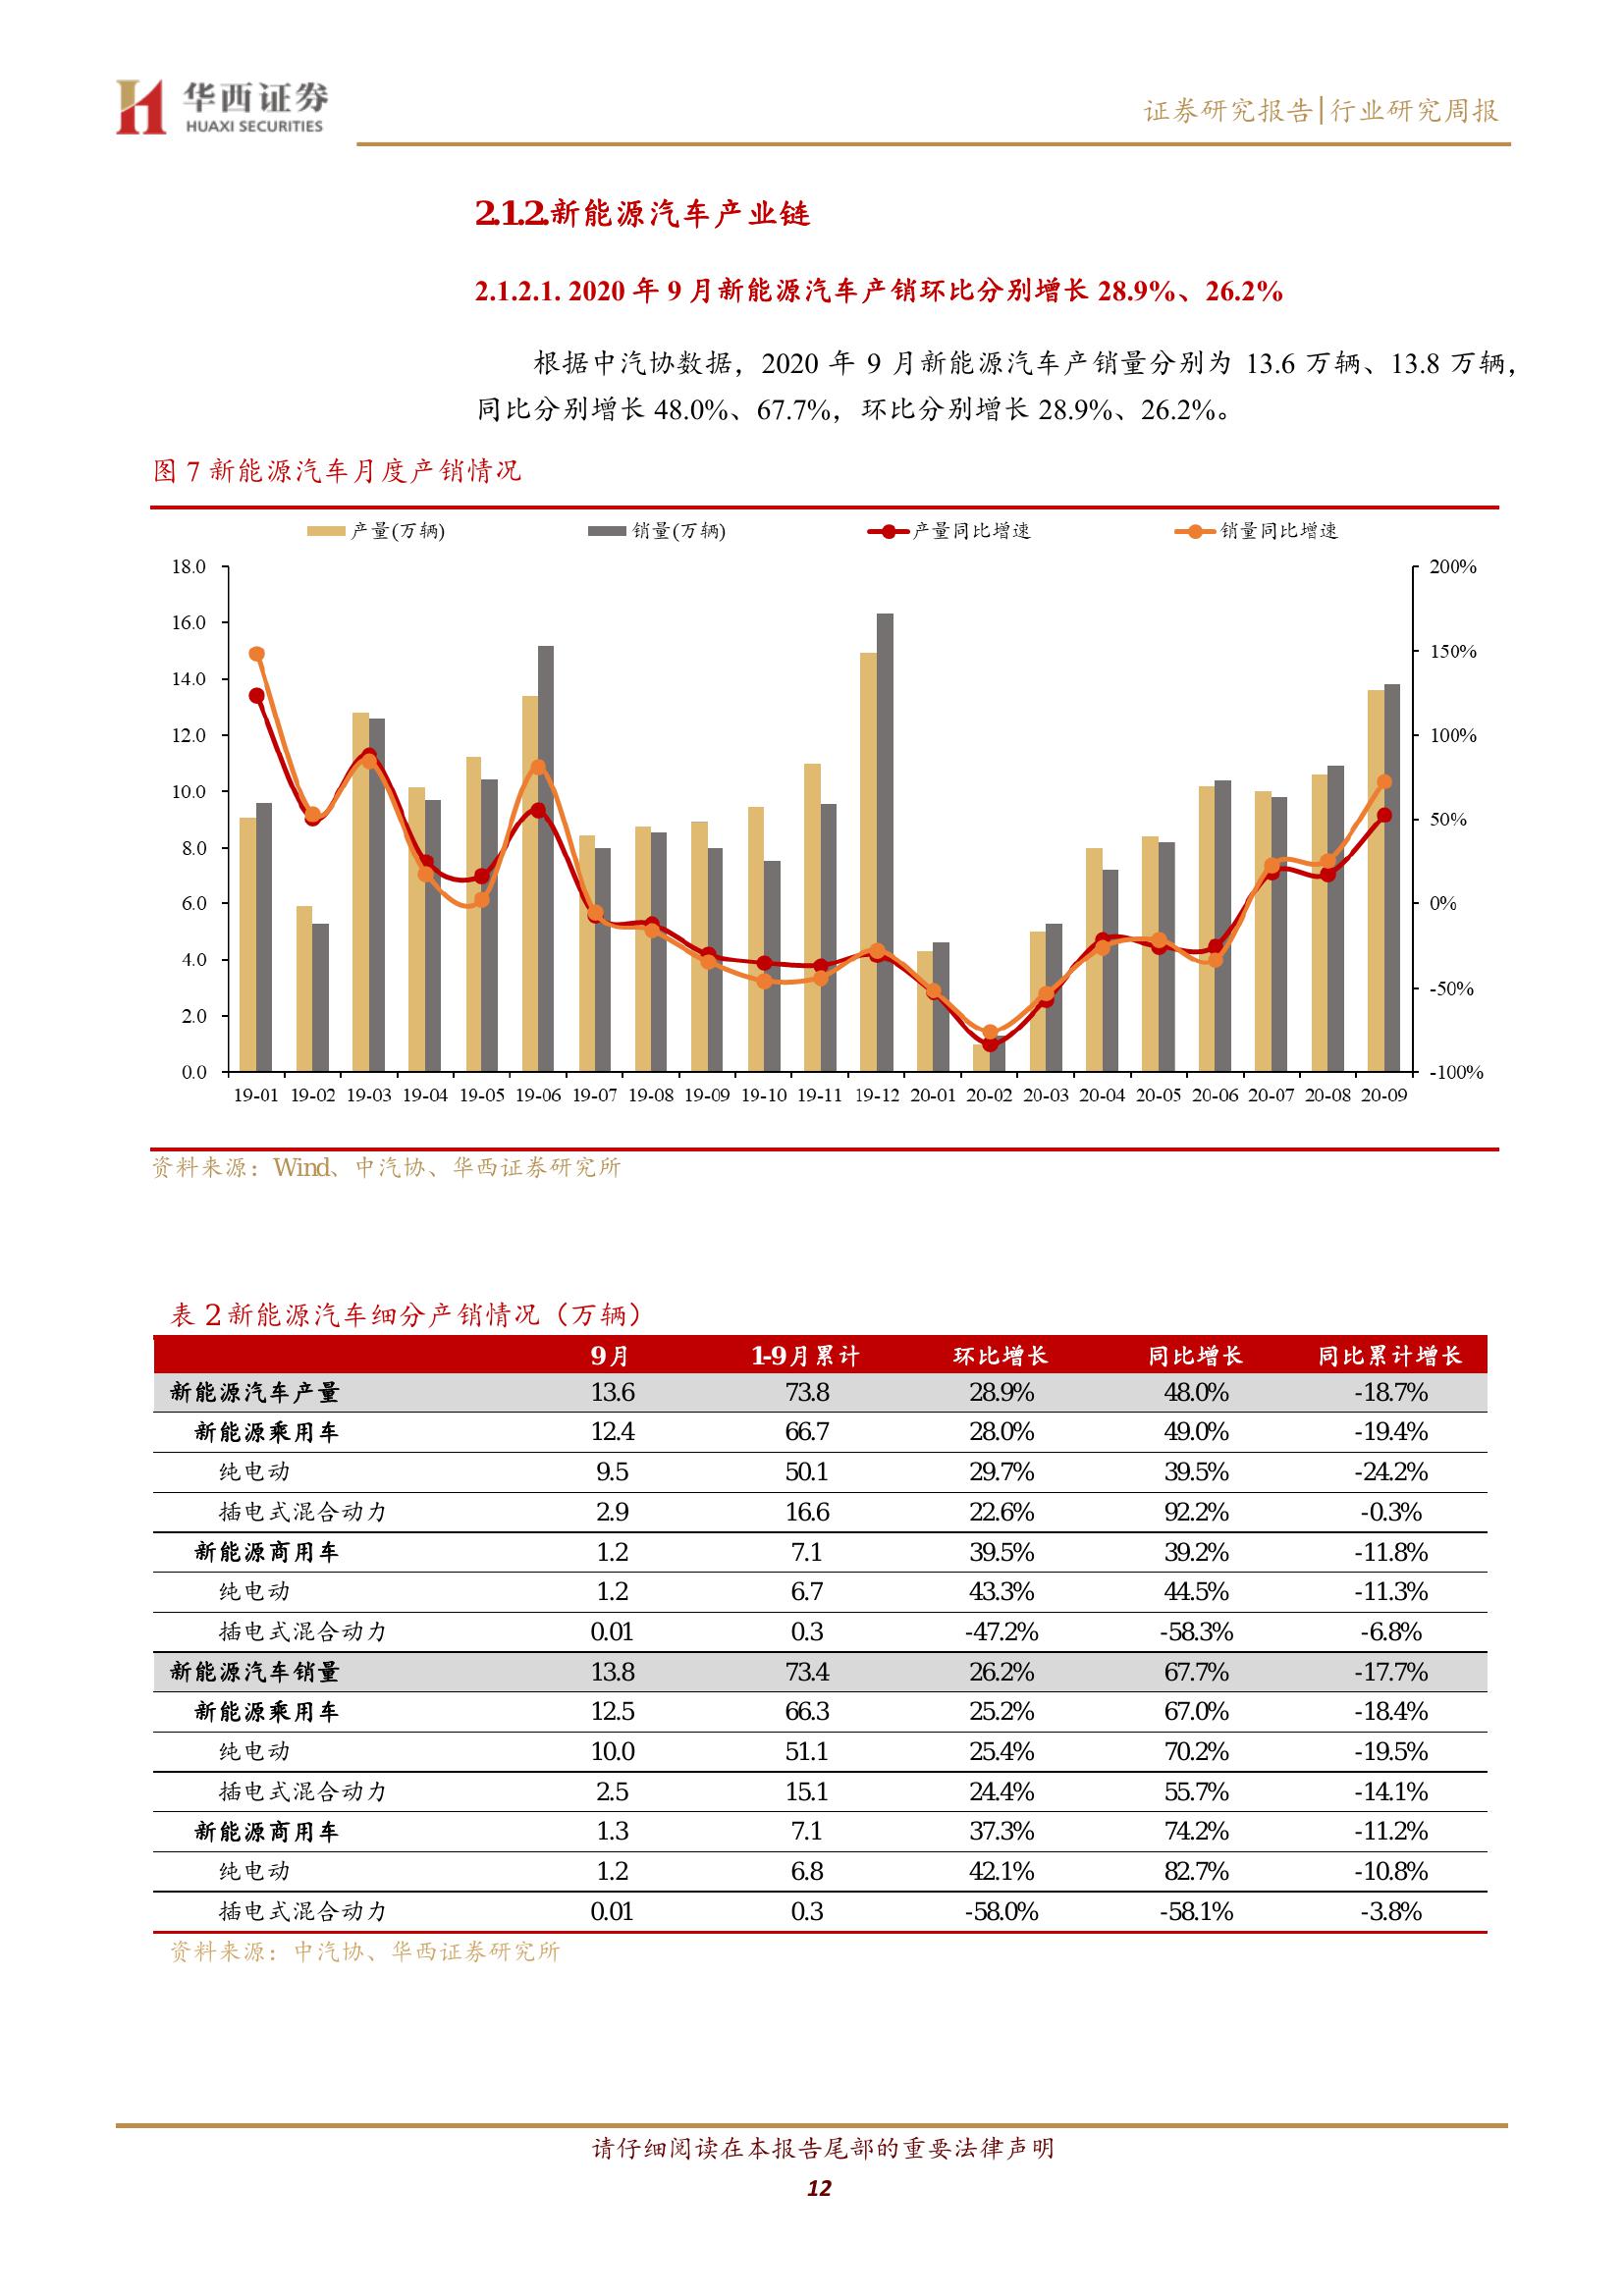 华西证券
HUAXI SECURITIES
证券研究报告|行业研究周报
2.1.2.新能源汽车产业链
2.1.2.1. 2020 年 9 月新能源汽车产销环比分别增长 28.9%、26.2%
根据中汽协数据，2020 年 9 月新能源汽车产销量分别为 13.6 万辆、13.8 万辆，
同比分别增长 48.0%、67.7%，环比分别增长 28.9%、26.2%。
图 7 新能源汽车月度产销情况
产量(万辆) 销量(万辆) 产量同比增速 销量同比增速
18.0 200%
16.0
150%
14.0
12.0 100%
10.0
50%
8.0
6.0 0%
4.0
-50%
2.0
0.0 -100%
19-01 19-02 19-03 19-04 19-05 19-06 19-07 19-08 19-09 19-10 19-11 19-12 20-01 20-02 20-03 20-04 20-05 20-06 20-07 20-08 20-09
资料来源：Wind、中汽协、华西证券研究所
表 2 新能源汽车细分产销情况（万辆）
9月 1-9月累计 环比增长 同比增长 同比累计增长
新能源汽车产量 13.6 73.8 28.9% 48.0% -18.7%
新能源乘用车 12.4 66.7 28.0% 49.0% -19.4%
纯电动 9.5 50.1 29.7% 39.5% -24.2%
插电式混合动力 2.9 16.6 22.6% 92.2% -0.3%
新能源商用车 1.2 7.1 39.5% 39.2% -11.8%
纯电动 1.2 6.7 43.3% 44.5% -11.3%
插电式混合动力 0.01 0.3 -47.2% -58.3% -6.8%
新能源汽车销量 13.8 73.4 26.2% 67.7% -17.7%
新能源乘用车 12.5 66.3 25.2% 67.0% -18.4%
纯电动 10.0 51.1 25.4% 70.2% -19.5%
插电式混合动力 2.5 15.1 24.4% 55.7% -14.1%
新能源商用车 1.3 7.1 37.3% 74.2% -11.2%
纯电动 1.2 6.8 42.1% 82.7% -10.8%
插电式混合动力 0.01 0.3 -58.0% -58.1% -3.8%
资料来源：中汽协、华西证券研究所
请仔细阅读在本报告尾部的重要法律声明
12